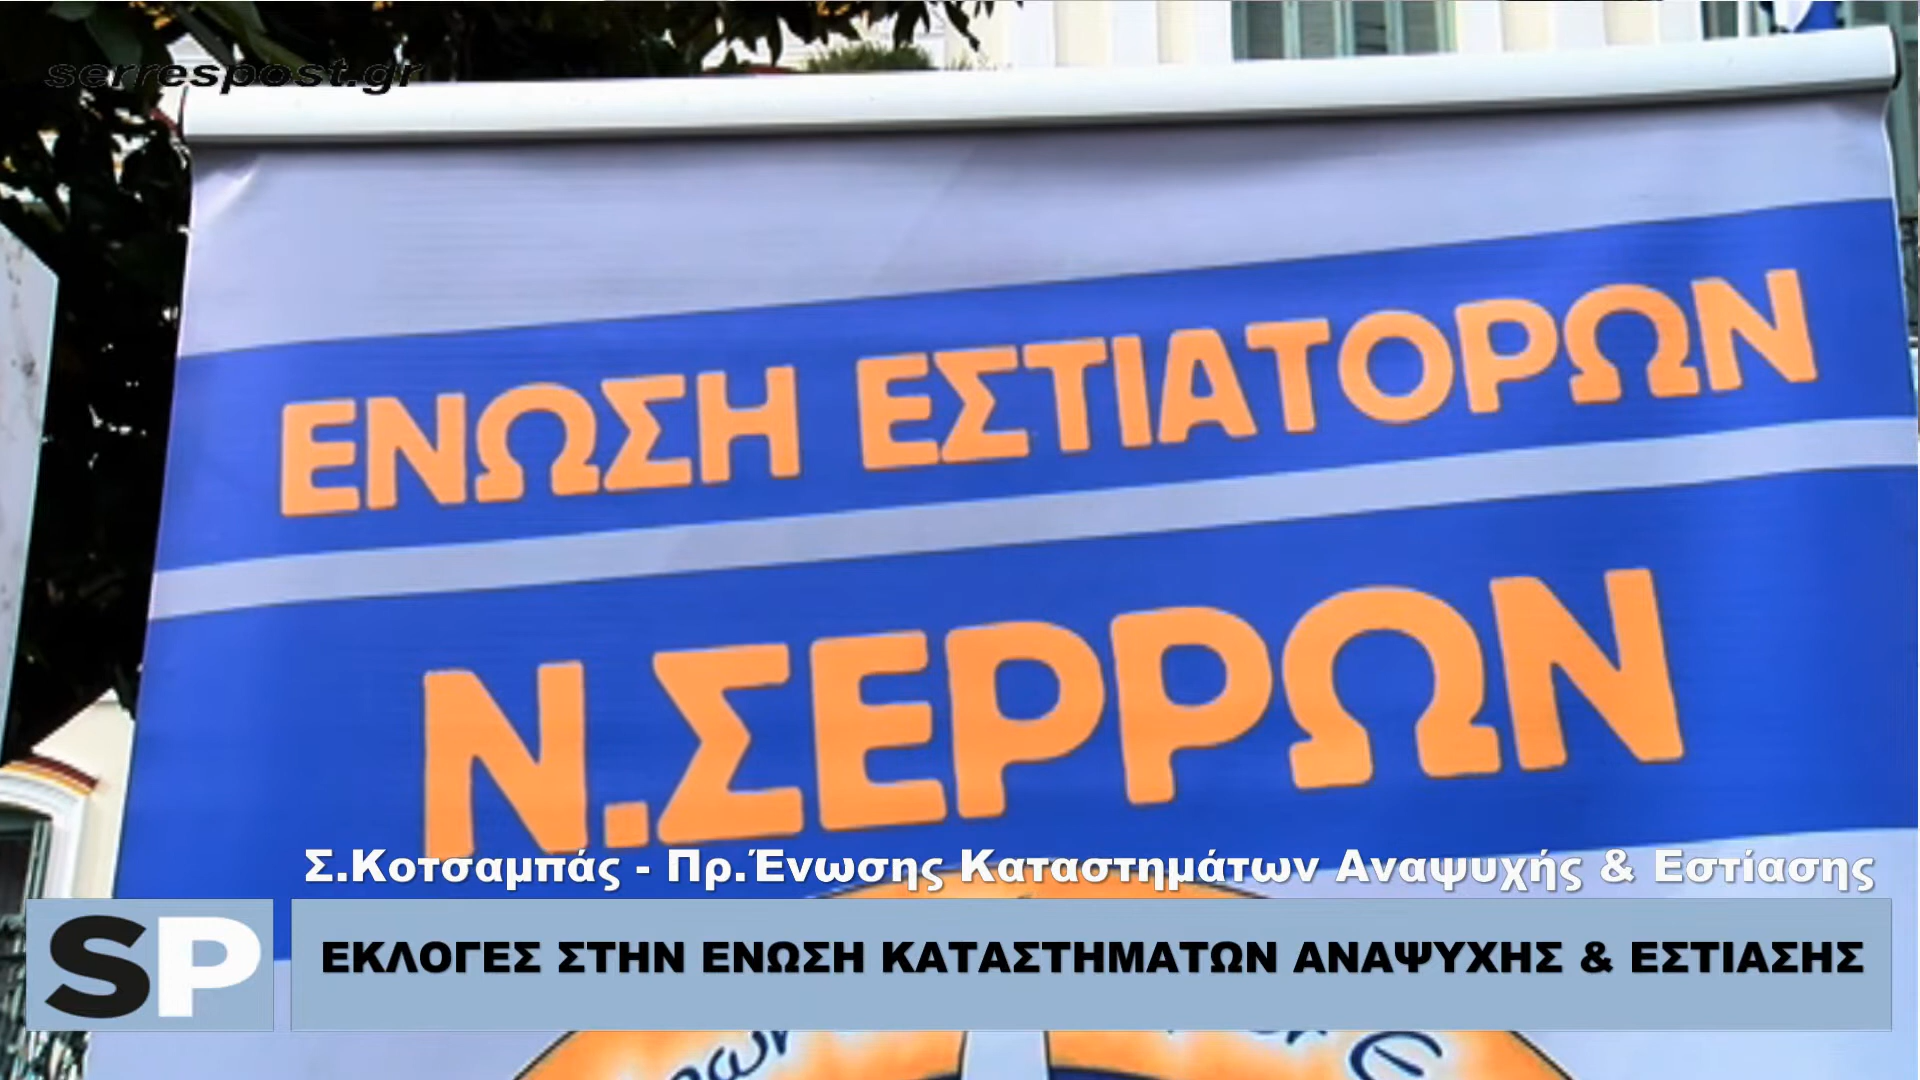 serrespost.gr
ΕΝΩΣΗ ΕΣΤΙΑΤΟΡΩΝ
Ν.ΣΕΡΡΩΝ
Σ.Κοτσαμπάς - Πρ.Ένωσης Καταστημάτων Αναψυχής & Εστίασης
SP
ΕΚΛΟΓΕΣ ΣΤΗΝ ΕΝΩΣΗ ΚΑΤΑΣΤΗΜΑΤΩΝ ΑΝΑΨΥΧΗΣ & ΕΣΤΙΑΣΗΣ